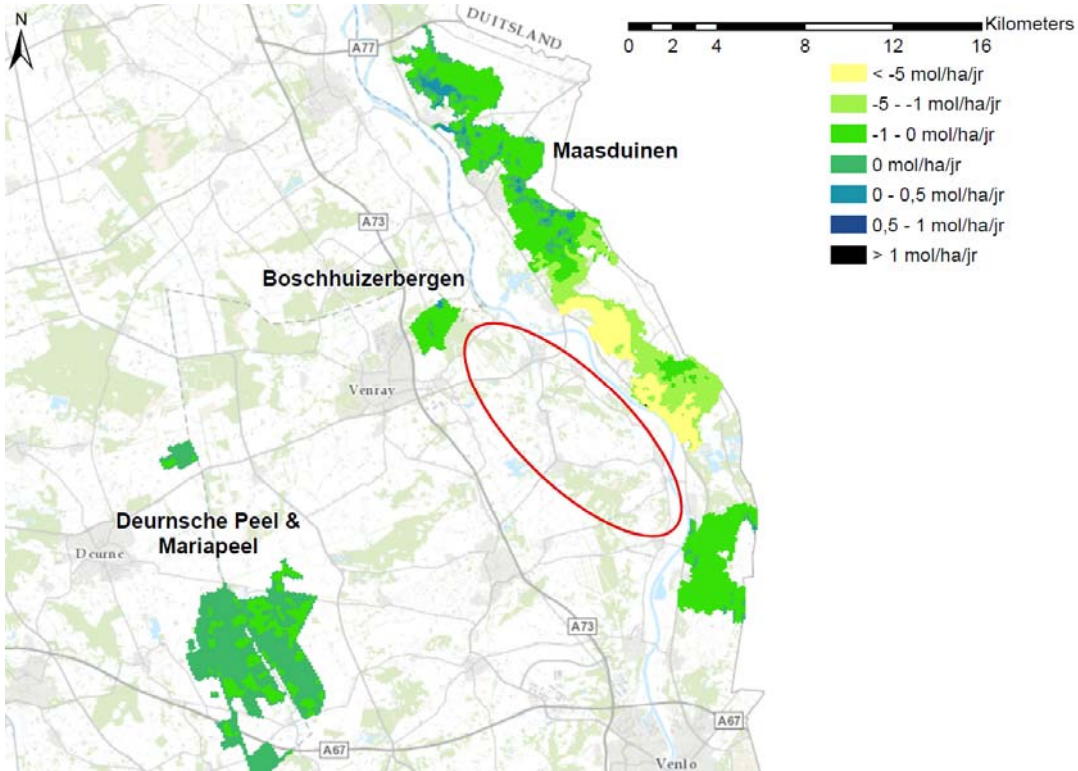 N
DUITSLAND
Kilometers
0 2 4 8 12 16
< -5 mol/ha/jr
-5 - -1 mol/ha/jr
-1 - 0 mol/ha/jr
0 mol/ha/jr
0 - 0,5 mol/ha/jr
0,5 - 1 mol/ha/jr
> 1 mol/ha/jr
A77
Maasduinen
A73
Boschhuizerbergen
Venray
Deurnsche Peel &
Mariapeel
Deurne
A73
A67
A67
Venlo